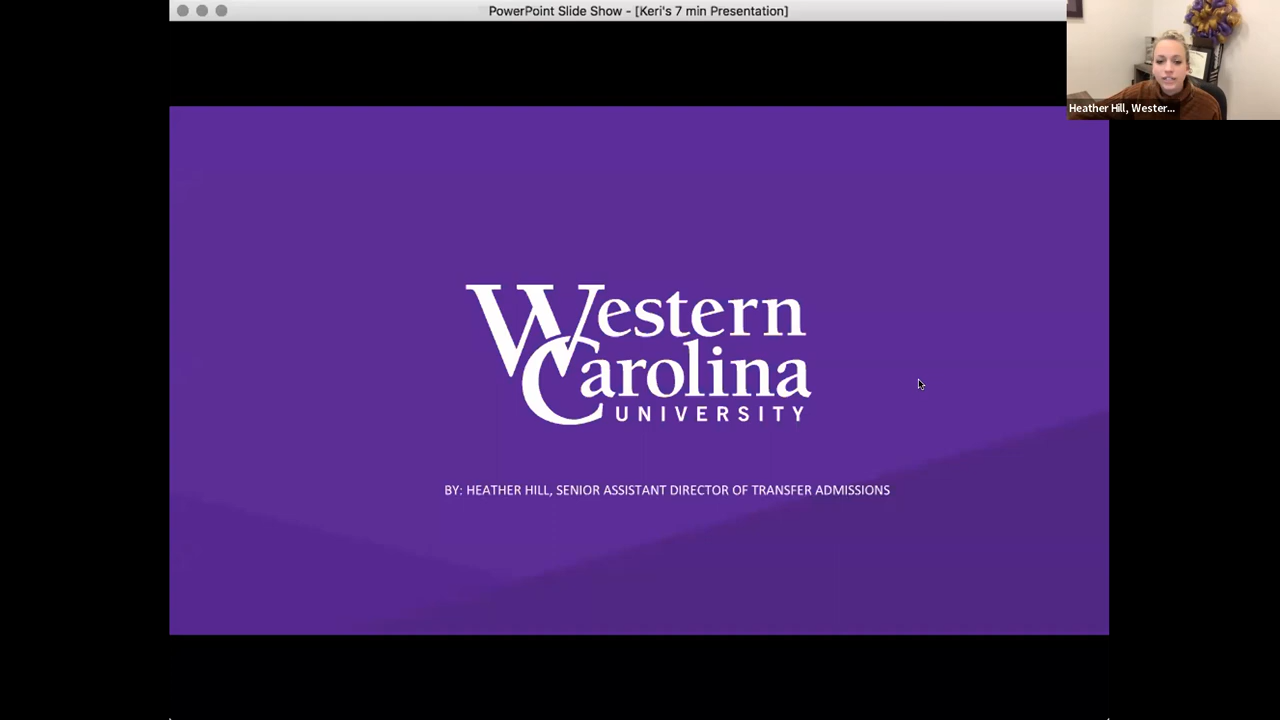 PowerPoint Slide Show - [Keri's 7 min Presentation]
Heather Hill, Wester...
Western
Carolina
UNIVERSITY
BY: HEATHER HILL, SENIOR ASSISTANT DIRECTOR OF TRANSFER ADMISSIONS